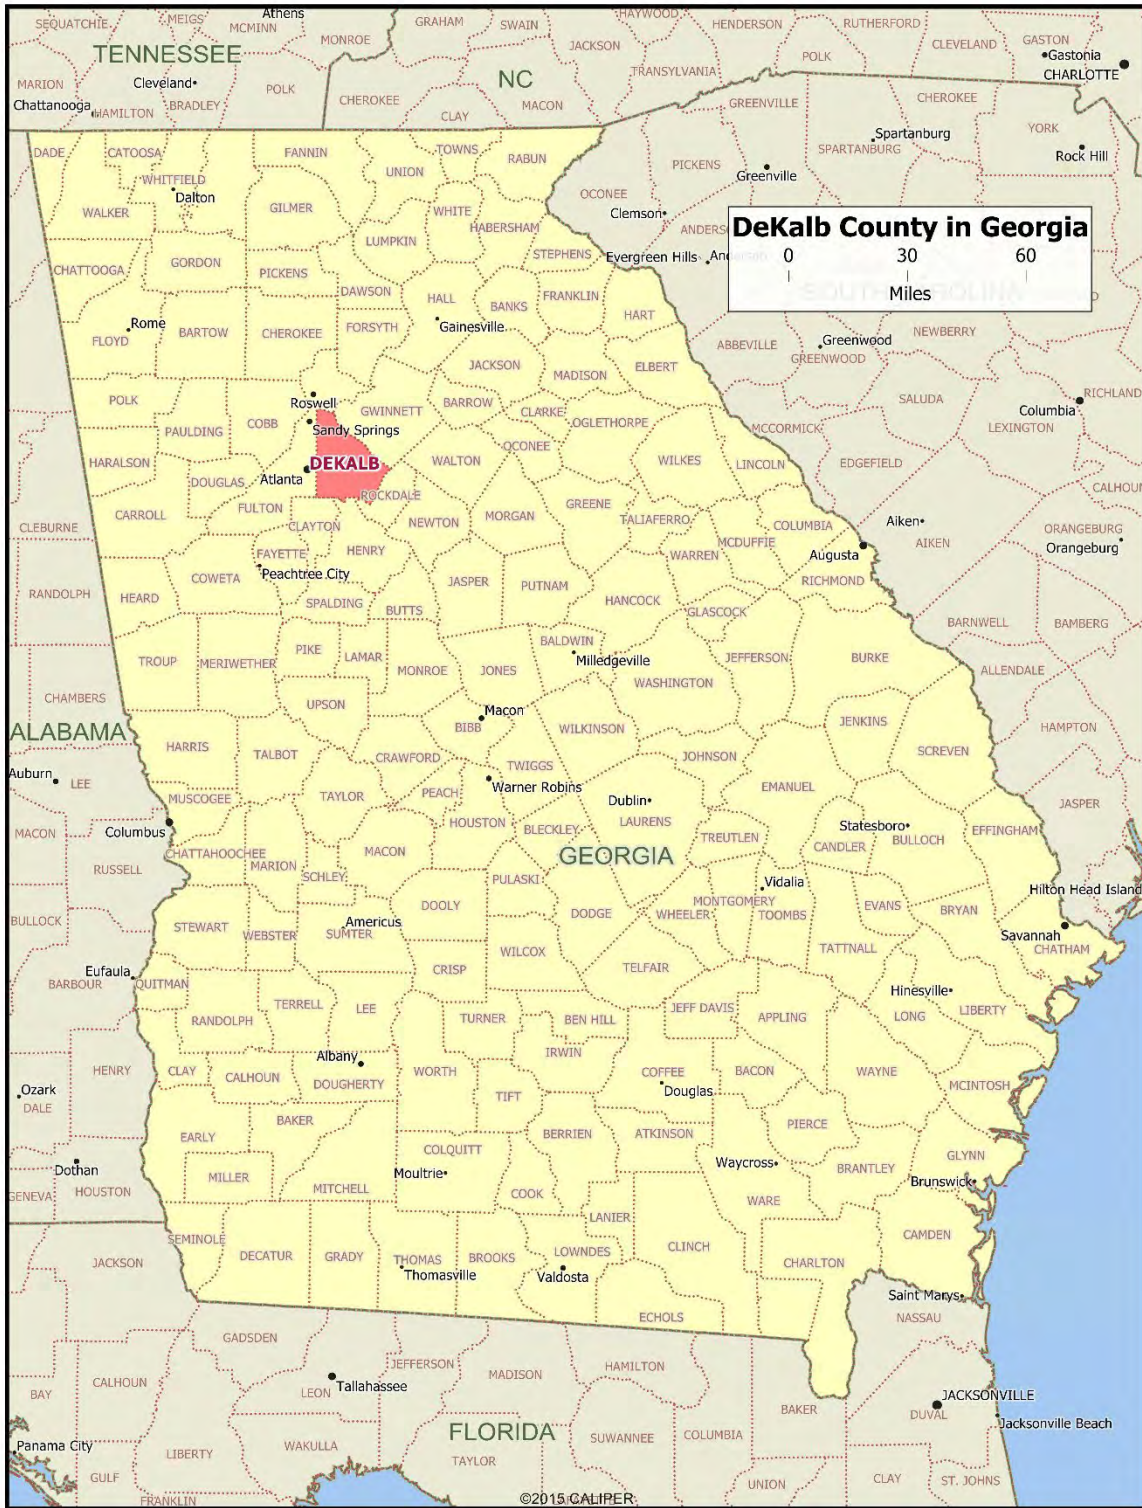 Athens
SEQUATCHIE
MEIGS
MCMINN
MONROE
GRAHAM
SWAIN
JACKSON
HAYWOOD
HENDERSON
RUTHERFORD
POLK
CLEVELAND
GASTON
Gastonia
CHARLOTTE
TENNESSEE
NC
MARION
Cleveland
Chattanooga
HAMILTON
BRADLEY
POLK
CHEROKEE
MACON
CLAY
TRANSYLVANIA
GREENVILLE
CHEROKEE
Spartanburg
SPARTANBURG
YORK
Rock Hill
PICKENS
Greenville
OCONEE
Clemson
Evergreen Hills
DeKalb County in Georgia
0 30 60
Miles
DADE
CATOOSA
FANNIN
UNION
TOWNS
RABUN
WHITFIELD
Dalton
WALKER
GILMER
WHITE
HABERSHAM
LUMPKIN
STEPHENS
CHATTOOGA
GORDON
PICKENS
DAWSON
HALL
BANKS
FRANKLIN
HART
Rome
FLOYD
BARTOW
CHEROKEE
FORSYTH
Gainesville
NEWBERRY
ABBEVILLE
Greenwood
GREENWOOD
JACKSON
MADISON
ELBERT
POLK
Roswell
COBB
Sandy Springs
GWINNETT
BARROW
CLARKE
OGLETHORPE
SALUDA
RICHLAND
Columbia
LEXINGTON
MCCORMICK
EDGEFIELD
PAULDING
HARALSON
DEKALB
Atlanta
WALTON
OCONEE
WILKES
LINCOLN
DOUGLAS
ROCKDALE
CARROLL
FULTON
CLAYTON
NEWTON
MORGAN
GREENE
TALIAFERRO
COLUMBIA
Aiken
AIKEN
CALHOUN
ORANGEBURG
Orangeburg
CLEBURNE
FAYETTE
HENRY
WARREN
MCDUFFIE
Augusta
RICHMOND
COWETA
Peachtree City
JASPER
PUTNAM
HANCOCK
RANDOLPH
HEARD
SPALDING
BUTTS
GLASCOCK
BARNWELL
BAMBERG
BALDWIN
Milledgeville
TROUP
MERIWETHER
PIKE
LAMAR
MONROE
JONES
JEFFERSON
BURKE
ALLENDALE
WASHINGTON
CHAMBERS
UPSON
Macon
BIBB
WILKINSON
JENKINS
HAMPTON
ALABAMA
HARRIS
TALBOT
CRAWFORD
TWIGGS
JOHNSON
SCREVEN
Auburn
LEE
MUSCOGEE
TAYLOR
PEACH
Warner Robins
EMANUEL
JASPER
MACON
Columbus
HOUSTON
BLECKLEY
Dublin
LAURENS
TREUTLEN
Statesboro
CANDLER
BULLOCH
EFFINGHAM
CHATTAHOOCHEE
MARION
MACON
GEORGIA
RUSSELL
SCHLEY
PULASKI
Vidalia
Hilton Head Island
BULLOCK
STEWART
WEBSTER
Americus
SUMTER
DOOLY
DODGE
WHEELER
MONTGOMERY
TOOMBS
EVANS
BRYAN
Savannah
CHATHAM
WILCOX
TATTNALL
Eufaula
BARBOUR
QUITMAN
CRISP
TELFAIR
Hinesville
RANDOLPH
TERRELL
LEE
TURNER
BEN HILL
JEFF DAVIS
APPLING
LONG
LIBERTY
IRWIN
HENRY
CLAY
CALHOUN
Albany
DOUGHERTY
WORTH
TIFT
COFFEE
Douglas
BACON
WAYNE
MCINTOSH
Ozark
DALE
EARLY
BAKER
BERRIEN
ATKINSON
PIERCE
Dothan
HOUSTON
GENEVA
MILLER
MITCHELL
COLQUITT
Moultrie
COOK
Waycross
WARE
BRANTLEY
GLYNN
Brunswick
SEMINOLE
DECATUR
GRADY
THOMAS
Thomasville
BROOKS
LANIER
LOWNDES
Valdosta
CLINCH
CHARLTON
CAMDEN
JACKSON
ECHOLS
Saint Marys
NASSAU
GADSDEN
JEFFERSON
MADISON
HAMILTON
BAY
CALHOUN
LEON
Tallahassee
BAKER
JACKSONVILLE
DUVAL
Jacksonville Beach
FLORIDA
SUWANNEE
COLUMBIA
Panama City
LIBERTY
WAKULLA
TAYLOR
GULF
UNION
CLAY
ST. JOHNS
FRANKLIN
©2015 CALIPER